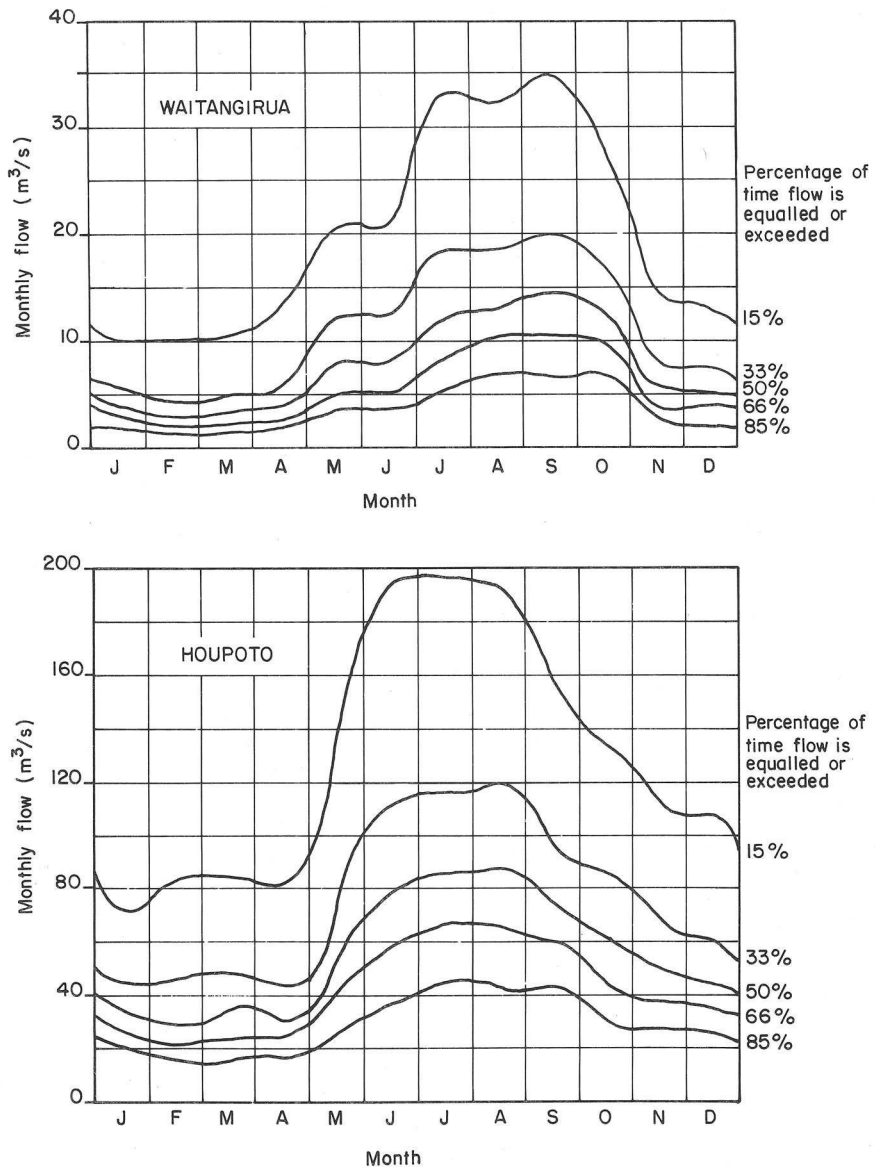 40
30
20
10
0
Monthly flow (m³/s)
WAITANGIRUA
Percentage of
time flow is
equalled or
exceeded
15%
33%
50%
66%
85%
J F M A M J J A S O N D
Month
200
160
120
80
40
0
Monthly flow (m³/s)
HOUPOTO
Percentage of
time flow is
equalled or
exceeded
15%
33%
50%
66%
85%
J F M A M J J A S O N D
Month